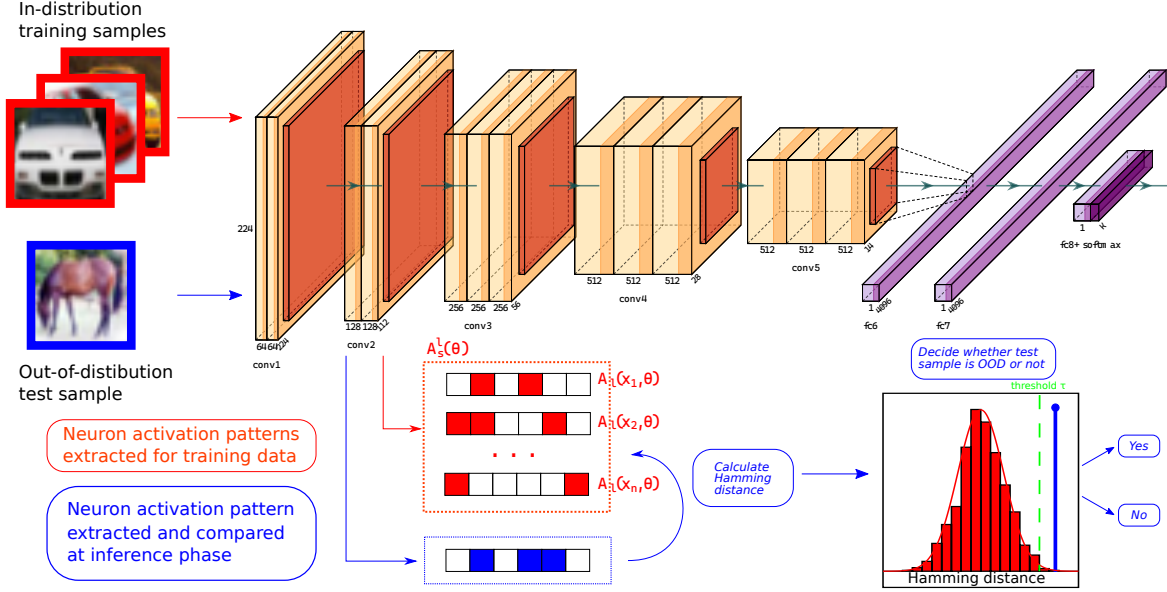 In-distribution
training samples
Out-of-distibution
test sample
224
64
64
224
conv1
128
128
112
conv2
256
256
256
56
conv3
512
512
512
28
conv4
512
512
512
14
conv5
1
4096
fc6
1
4096
fc7
1
K
fc8+softmax
Neuron activation patterns
extracted for training data
Neuron activation pattern
extracted and compared
at inference phase
A_s^l(θ)
A_l(x_1,θ)
A_l(x_2,θ)
. . .
A_l(x_n,θ)
Calculate
Hamming
distance
Decide whether test
sample is OOD or not
threshold τ
Hamming distance
Yes
No